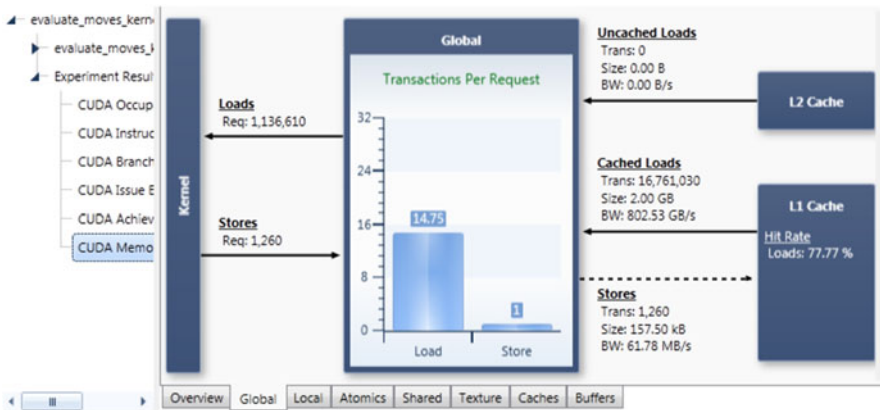 evaluate_moves_kerne
evaluate_moves_k
Experiment Resul
CUDA Occup
CUDA Instruc
CUDA Branch
CUDA Issue E
CUDA Achiev
CUDA Memo
Kernel
Loads
Req: 1,136,610
Stores
Req: 1,260
Global
Transactions Per Request
32
24
16
8
0
14.75
1
Load
Store
Uncached Loads
Trans: 0
Size: 0.00 B
BW: 0.00 B/s
Cached Loads
Trans: 16,761,030
Size: 2.00 GB
BW: 802.53 GB/s
Stores
Trans: 1,260
Size: 157.50 kB
BW: 61.78 MB/s
L2 Cache
L1 Cache
Hit Rate
Loads: 77.77 %
Overview Global Local Atomics Shared Texture Caches Buffers